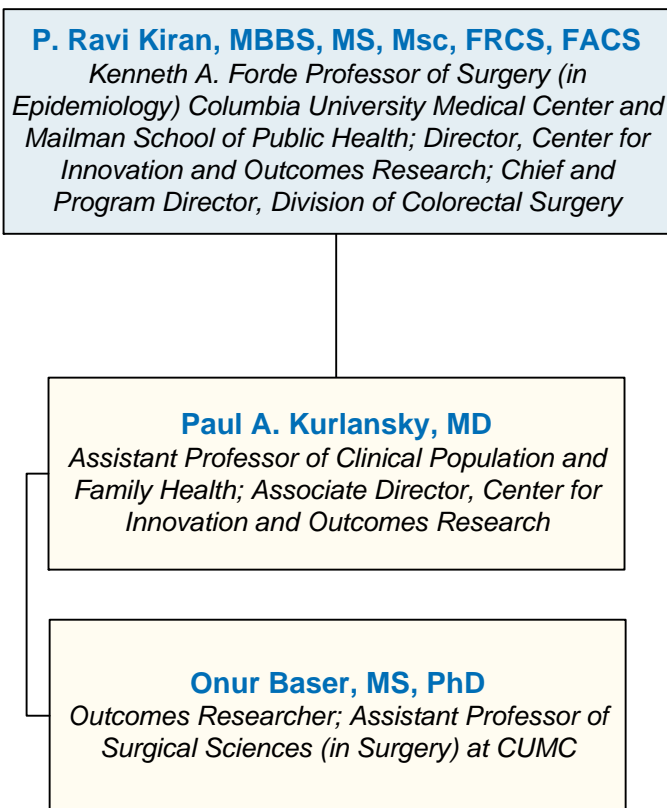 P. Ravi Kiran, MBBS, MS, Msc, FRCS, FACS
Kenneth A. Forde Professor of Surgery (in
Epidemiology) Columbia University Medical Center and
Mailman School of Public Health; Director, Center for
Innovation and Outcomes Research; Chief and
Program Director, Division of Colorectal Surgery
Paul A. Kurlansky, MD
Assistant Professor of Clinical Population and
Family Health; Associate Director, Center for
Innovation and Outcomes Research
Onur Baser, MS, PhD
Outcomes Researcher; Assistant Professor of
Surgical Sciences (in Surgery) at CUMC